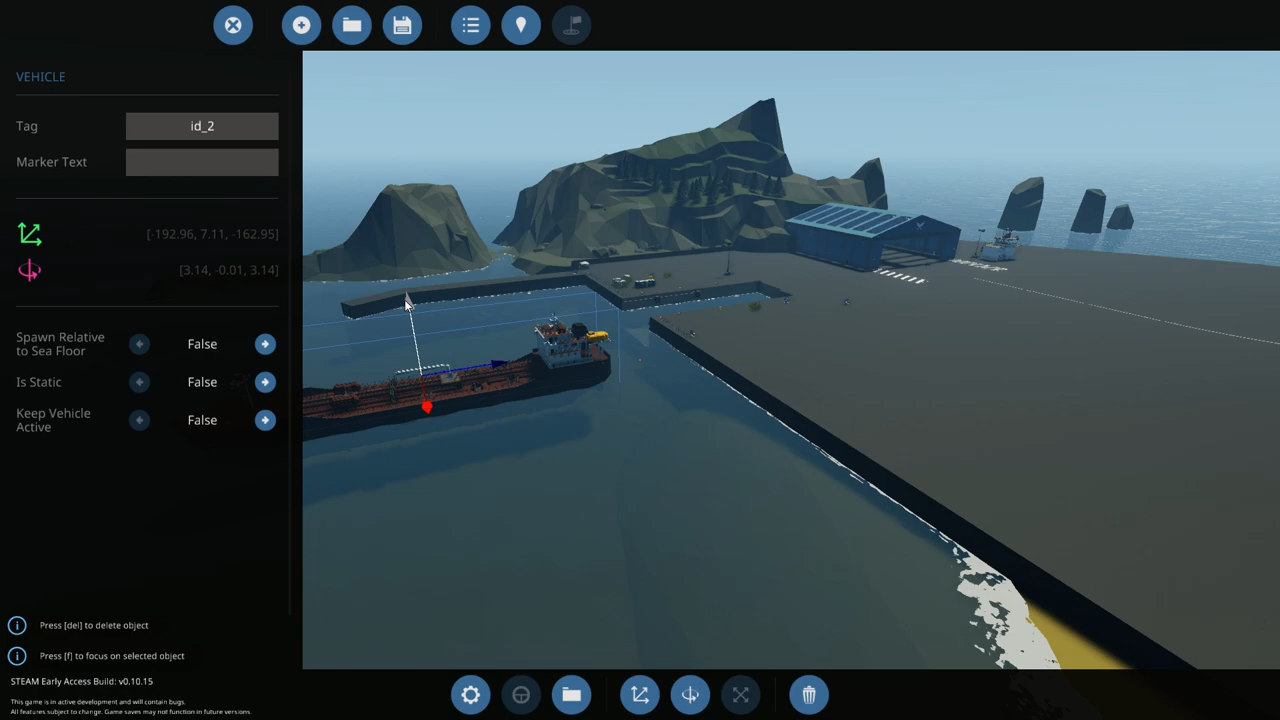 VEHICLE
Tag
id_2
Marker Text
[-192.96, 7.11, -162.95]
[3.14, -0.01, 3.14]
Spawn Relative
to Sea Floor
False
Is Static
False
Keep Vehicle
Active
False
Press [del] to delete object
Press [f] to focus on selected object
STEAM Early Access Build: v0.10.15
This game is in active development and will contain bugs.
All features subject to change. Game saves may not function in future versions.